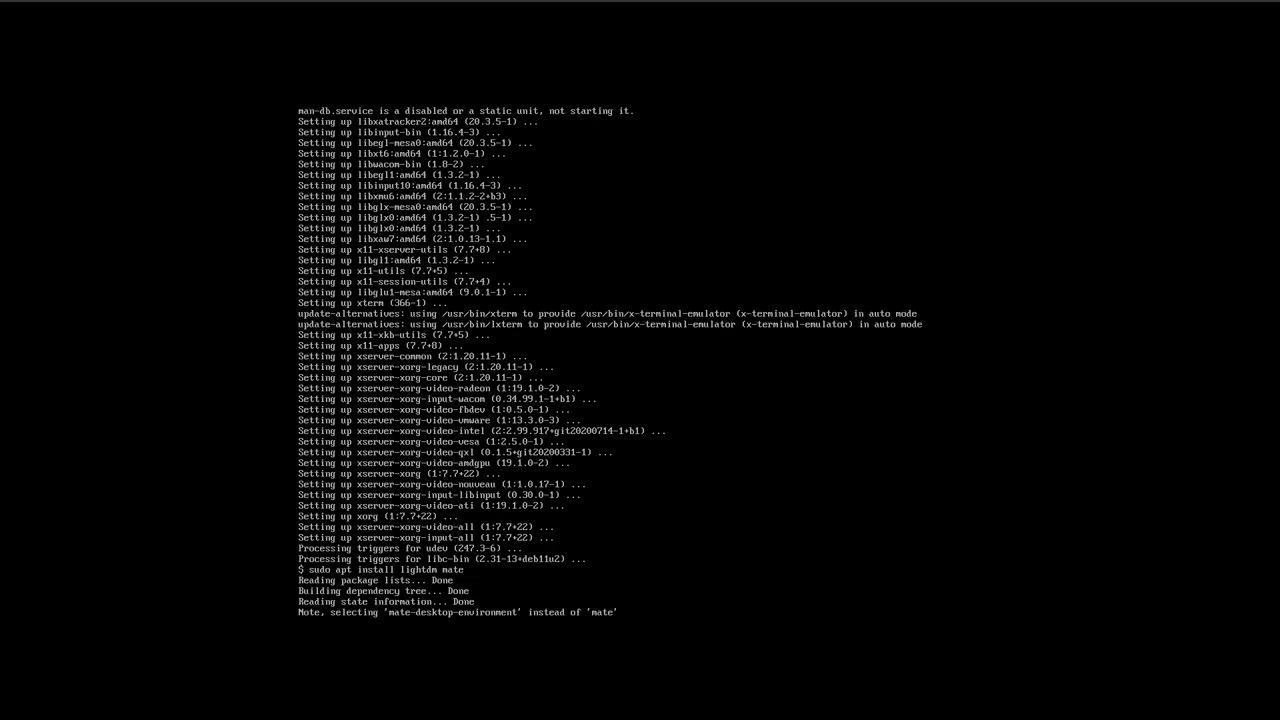 man-db.service is a disabled or a static unit, not starting it.
Setting up libxatracker2:amd64 (20.3.5-1) ...
Setting up libinput-bin (1.16.4-3) ...
Setting up libegl-mesa0:amd64 (20.3.5-1) ...
Setting up libxt6:amd64 (1:1.2.0-1) ...
Setting up libwacom-bin (1.8-2) ...
Setting up libegl1:amd64 (1.3.2-1) ...
Setting up libinput10:amd64 (1.16.4-3) ...
Setting up libxmu6:amd64 (2:1.1.2-2+b3) ...
Setting up libglx-mesa0:amd64 (20.3.5-1) ...
Setting up libglx0:amd64 (1.3.2-1) .5-1) ...
Setting up libglx0:amd64 (1.3.2-1) ...
Setting up libxaw7:amd64 (2:1.0.13-1.1) ...
Setting up x11-xserver-utils (7.7+8) ...
Setting up libgl1:amd64 (1.3.2-1) ...
Setting up x11-utils (7.7+5) ...
Setting up x11-session-utils (7.7+4) ...
Setting up libglu1-mesa:amd64 (9.0.1-1) ...
Setting up xterm (366-1) ...
update-alternatives: using /usr/bin/xterm to provide /usr/bin/x-terminal-emulator (x-terminal-emulator) in auto mode
update-alternatives: using /usr/bin/lxterm to provide /usr/bin/x-terminal-emulator (x-terminal-emulator) in auto mode
Setting up x11-xkb-utils (7.7+5) ...
Setting up x11-apps (7.7+8) ...
Setting up xserver-common (2:1.20.11-1) ...
Setting up xserver-xorg-legacy (2:1.20.11-1) ...
Setting up xserver-xorg-core (2:1.20.11-1) ...
Setting up xserver-xorg-video-radeon (1:19.1.0-2) ...
Setting up xserver-xorg-input-wacom (0.34.99.1-1+b1) ...
Setting up xserver-xorg-video-fbdev (1:0.5.0-1) ...
Setting up xserver-xorg-video-vmware (1:13.3.0-3) ...
Setting up xserver-xorg-video-intel (2:2.99.917+git20200714-1+b1) ...
Setting up xserver-xorg-video-vesa (1:2.5.0-1) ...
Setting up xserver-xorg-video-qxl (0.1.5+git20200331-1) ...
Setting up xserver-xorg-video-amdgpu (19.1.0-2) ...
Setting up xserver-xorg (1:7.7+22) ...
Setting up xserver-xorg-video-nouveau (1:1.0.17-1) ...
Setting up xserver-xorg-input-libinput (0.30.0-1) ...
Setting up xserver-xorg-video-ati (1:19.1.0-2) ...
Setting up xorg (1:7.7+22) ...
Setting up xserver-xorg-video-all (1:7.7+22) ...
Setting up xserver-xorg-input-all (1:7.7+22) ...
Processing triggers for udev (247.3-6) ...
Processing triggers for libc-bin (2.31-13+deb11u2) ...
$ sudo apt install lightdm mate
Reading package lists... Done
Building dependency tree... Done
Reading state information... Done
Note, selecting 'mate-desktop-environment' instead of 'mate'